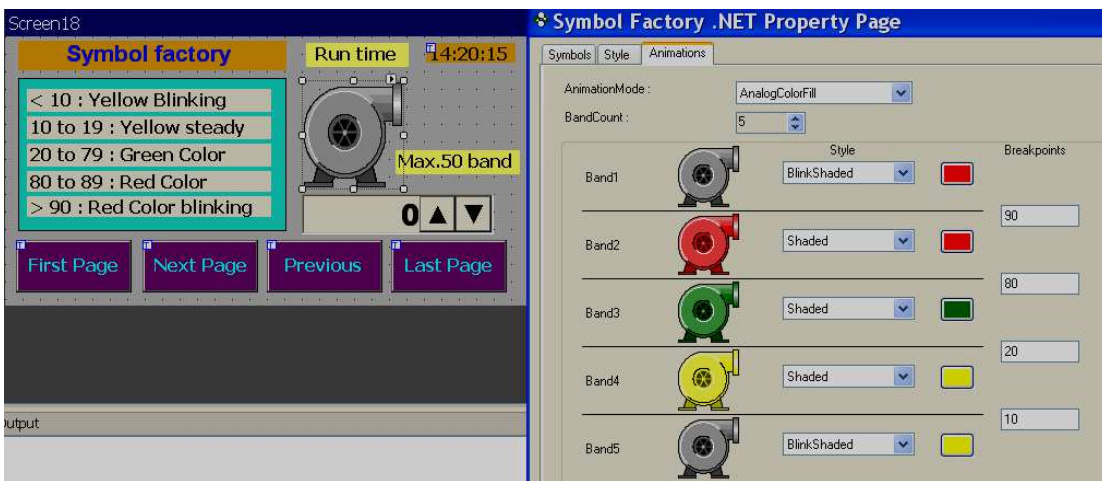 Screen18
Symbol factory
Run time
14:20:15
< 10 : Yellow Blinking
10 to 19 : Yellow steady
20 to 79 : Green Color
80 to 89 : Red Color
> 90 : Red Color blinking
Max.50 band
0
First Page
Next Page
Previous
Last Page
Symbol Factory .NET Property Page
Symbols
Style
Animations
AnimationMode :
AnalogColorFill
BandCount :
5
Style
Breakpoints
Band1
BlinkShaded
90
Band2
Shaded
80
Band3
Shaded
20
Band4
Shaded
10
Band5
BlinkShaded